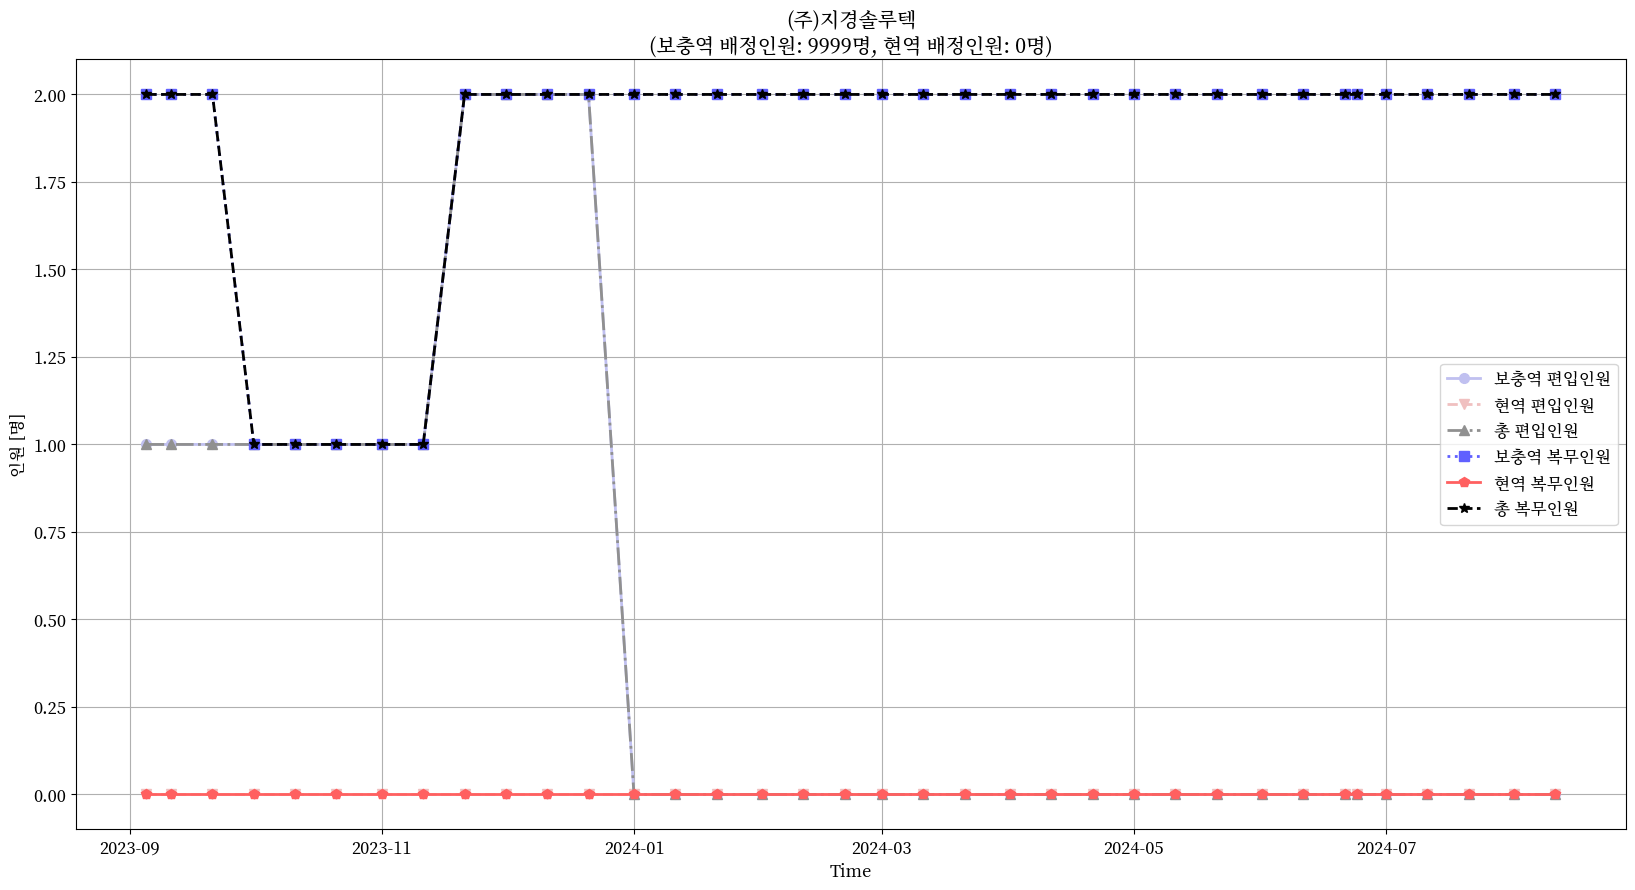 (주)지경솔루텍
(보충역 배정인원: 9999명, 현역 배정인원: 0명)
인원 [명]
2.00
1.75
1.50
1.25
1.00
0.75
0.50
0.25
0.00
보충역 편입인원
현역 편입인원
총 편입인원
보충역 복무인원
현역 복무인원
총 복무인원
2023-09
2023-11
2024-01
2024-03
2024-05
2024-07
Time